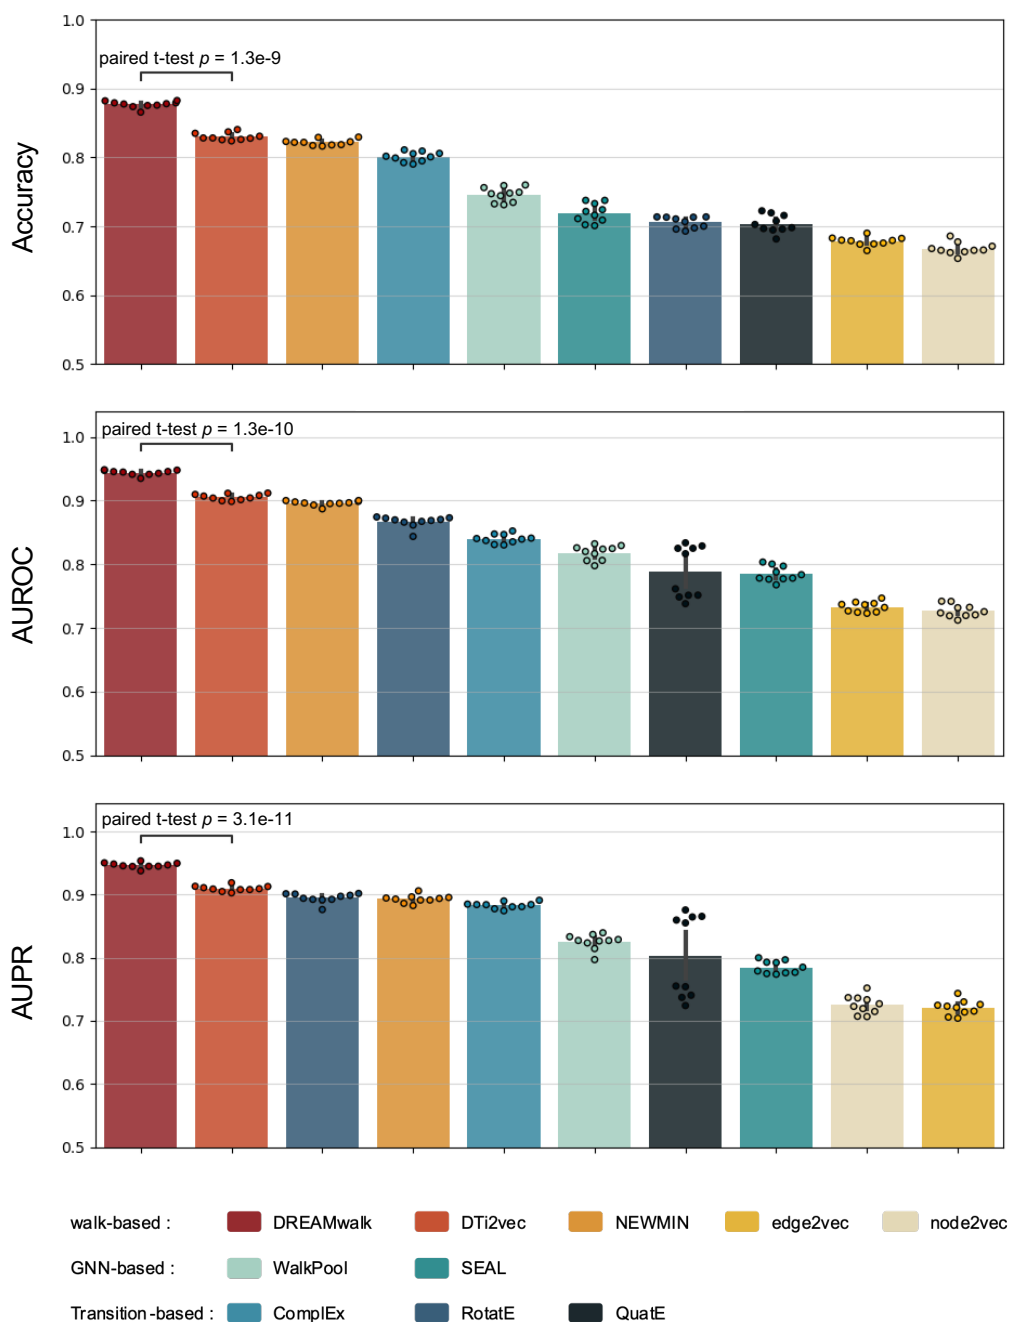 1.0
paired t-test p = 1.3e-9
0.9
0.8
Accuracy
0.7
0.6
0.5
paired t-test p = 1.3e-10
1.0
0.9
0.8
AUROC
0.7
0.6
0.5
paired t-test p = 3.1e-11
1.0
0.9
0.8
AUPR
0.7
0.6
0.5
walk-based : DREAMwalk DTi2vec NEWMIN edge2vec node2vec
GNN-based : WalkPool SEAL
Transition-based : ComplEx RotatE QuatE